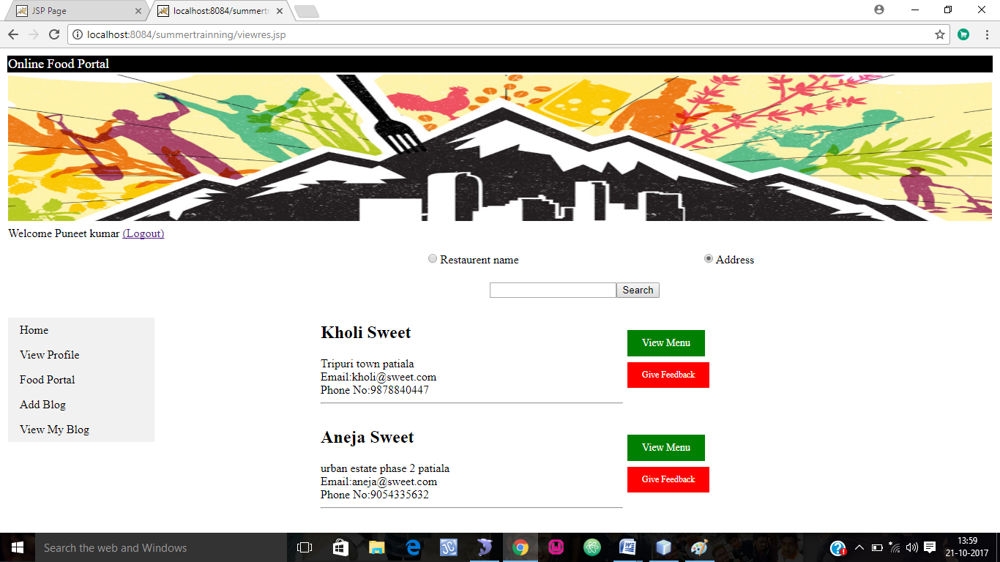 JSP Page
localhost:8084/summertr
localhost:8084/summertrainning/viewres.jsp
Online Food Portal
Welcome Puneet kumar (Logout)
Restaurent name
Address
Search
Home
View Profile
Food Portal
Add Blog
View My Blog
Kholi Sweet
Tripuri town patiala
Email:kholi@sweet.com
Phone No:9878840447
View Menu
Give Feedback
Aneja Sweet
urban estate phase 2 patiala
Email:aneja@sweet.com
Phone No:9054335632
View Menu
Give Feedback
Search the web and Windows
13:59
21-10-2017